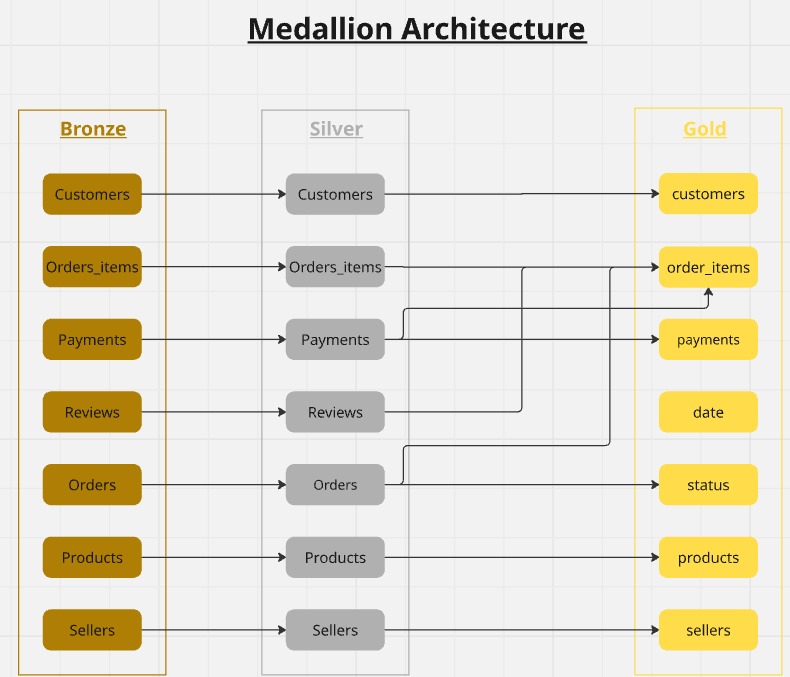 Medallion Architecture
Bronze
Silver
Gold
Customers
Customers
customers
Orders_items
Orders_items
order_items
Payments
Payments
payments
Reviews
Reviews
date
Orders
Orders
status
Products
Products
products
Sellers
Sellers
sellers